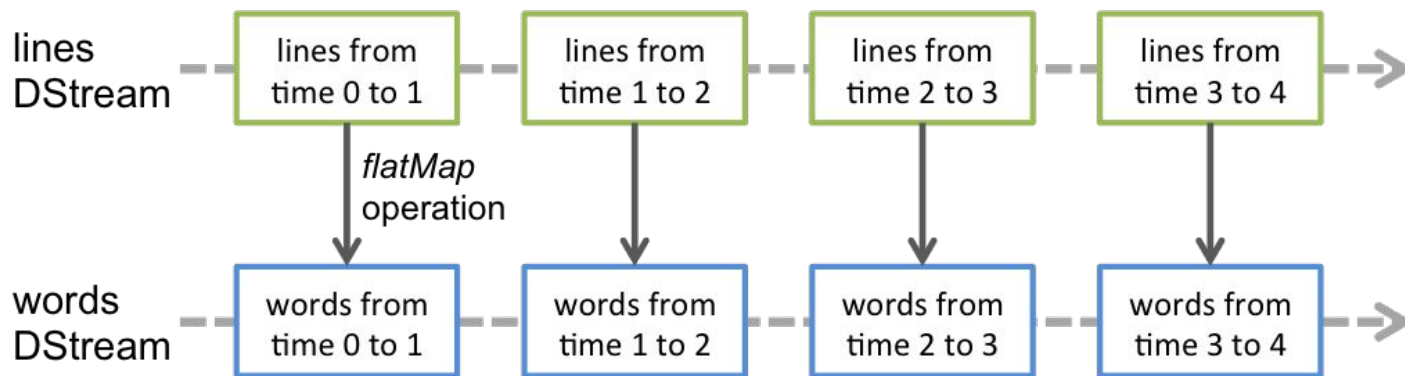 lines
DStream
lines from
time 0 to 1
lines from
time 1 to 2
lines from
time 2 to 3
lines from
time 3 to 4
flatMap
operation
words
DStream
words from
time 0 to 1
words from
time 1 to 2
words from
time 2 to 3
words from
time 3 to 4